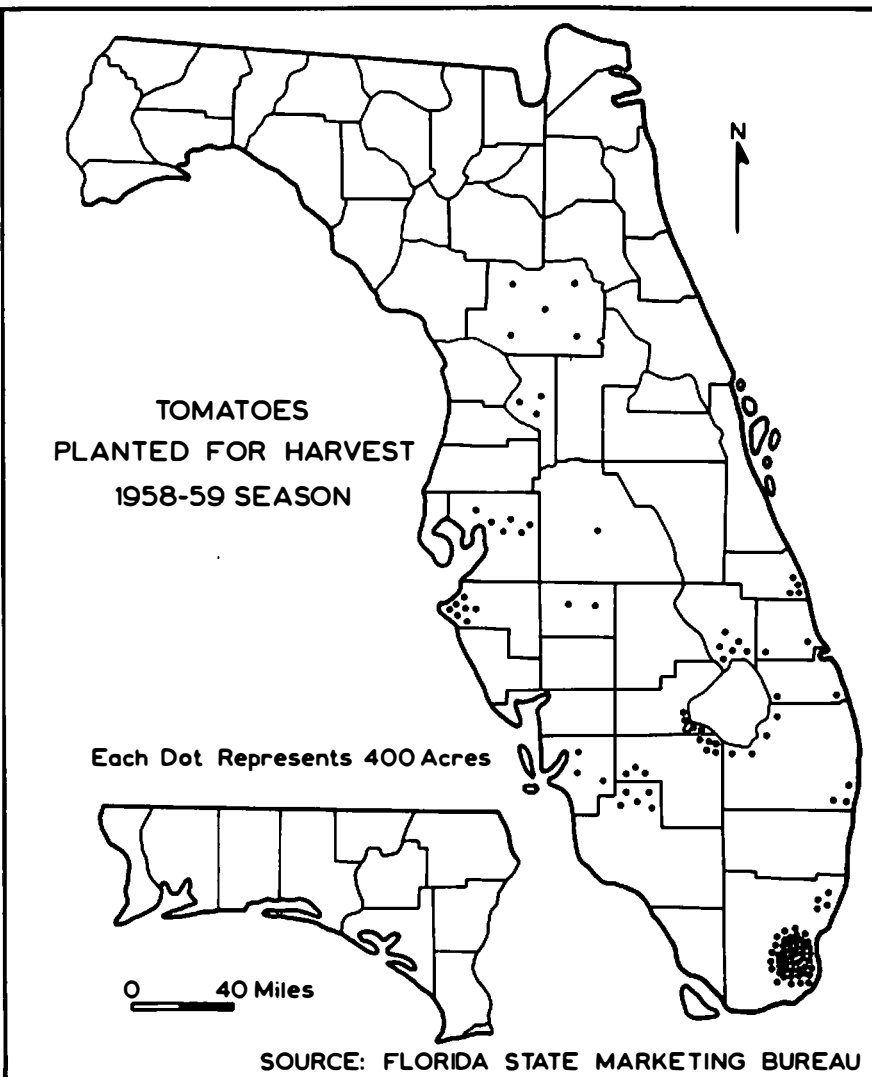 N
TOMATOES
PLANTED FOR HARVEST
1958-59 SEASON
Each Dot Represents 400 Acres
0 40 Miles
SOURCE: FLORIDA STATE MARKETING BUREAU